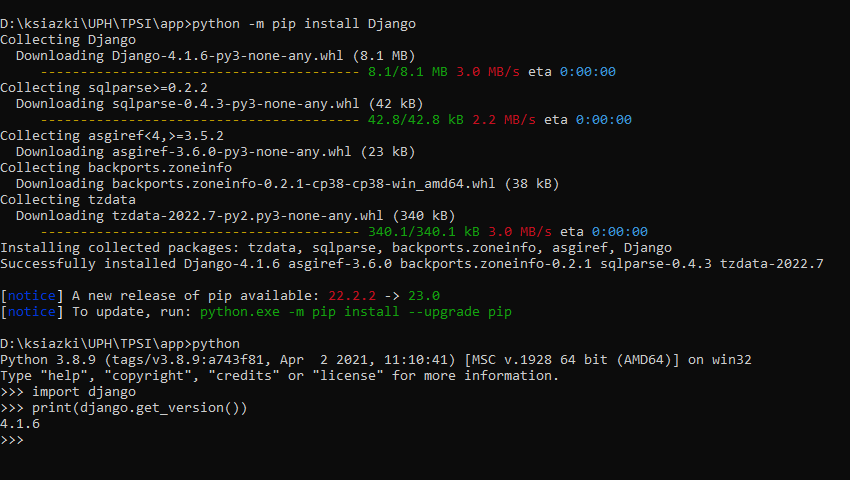 D:\ksiazki\UPH\TPSI\app>python -m pip install Django
Collecting Django
  Downloading Django-4.1.6-py3-none-any.whl (8.1 MB)
     ---------------------------------------- 8.1/8.1 MB 3.0 MB/s eta 0:00:00
Collecting sqlparse>=0.2.2
  Downloading sqlparse-0.4.3-py3-none-any.whl (42 kB)
     ---------------------------------------- 42.8/42.8 kB 2.2 MB/s eta 0:00:00
Collecting asgiref<4,>=3.5.2
  Downloading asgiref-3.6.0-py3-none-any.whl (23 kB)
Collecting backports.zoneinfo
  Downloading backports.zoneinfo-0.2.1-cp38-cp38-win_amd64.whl (38 kB)
Collecting tzdata
  Downloading tzdata-2022.7-py2.py3-none-any.whl (340 kB)
     ---------------------------------------- 340.1/340.1 kB 3.0 MB/s eta 0:00:00
Installing collected packages: tzdata, sqlparse, backports.zoneinfo, asgiref, Django
Successfully installed Django-4.1.6 asgiref-3.6.0 backports.zoneinfo-0.2.1 sqlparse-0.4.3 tzdata-2022.7
[notice] A new release of pip available: 22.2.2 -> 23.0
[notice] To update, run: python.exe -m pip install --upgrade pip
D:\ksiazki\UPH\TPSI\app>python
Python 3.8.9 (tags/v3.8.9:a743f81, Apr  2 2021, 11:10:41) [MSC v.1928 64 bit (AMD64)] on win32
Type "help", "copyright", "credits" or "license" for more information.
>>> import django
>>> print(django.get_version())
4.1.6
>>>